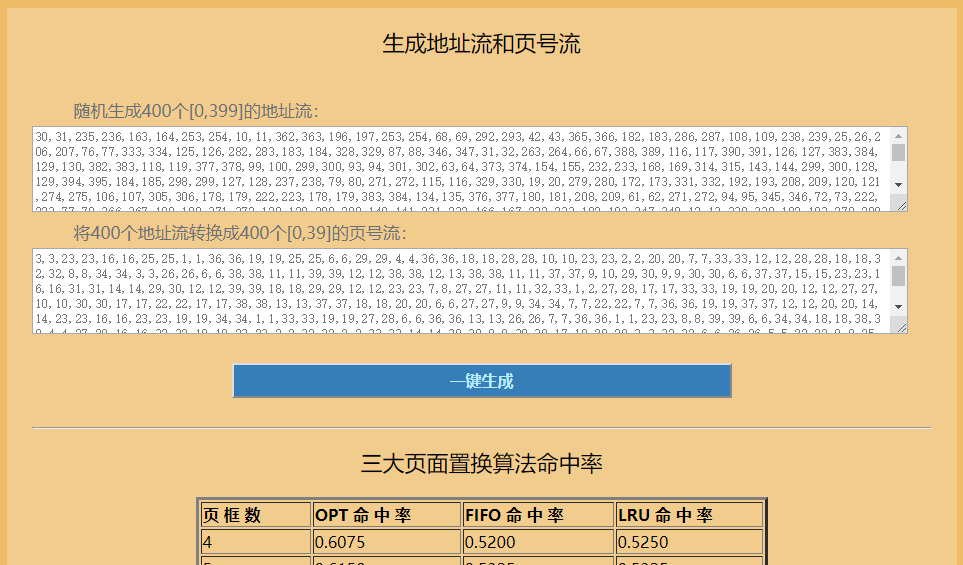 生成地址流和页号流
随机生成400个[0,399]的地址流：
30,31,235,236,163,164,253,254,10,11,362,363,196,197,253,254,68,69,292,293,42,43,365,366,182,183,286,287,108,109,238,239,25,26,2
06,207,76,77,333,334,125,126,282,283,183,184,328,329,87,88,346,347,31,32,263,264,66,67,388,389,116,117,390,391,126,127,383,384,
129,130,382,383,118,119,377,378,99,100,299,300,93,94,301,302,63,64,373,374,154,155,232,233,168,169,314,315,143,144,299,300,128,
129,394,395,184,185,298,299,127,128,237,238,79,80,271,272,115,116,329,330,19,20,279,280,172,173,331,332,192,193,208,209,120,121
,274,275,106,107,305,306,178,179,222,223,178,179,383,384,134,135,376,377,180,181,208,209,61,62,271,272,94,95,345,346,72,73,222,
将400个地址流转换成400个[0,39]的页号流：
3,3,23,23,16,16,25,25,1,1,36,36,19,19,25,25,6,6,29,29,4,4,36,36,18,18,28,28,10,10,23,23,2,2,20,20,7,7,33,33,12,12,28,28,18,18,3
2,32,8,8,34,34,3,3,26,26,6,6,38,38,11,11,39,39,12,12,38,38,12,13,38,38,11,11,37,37,9,10,29,30,9,9,30,30,6,6,37,37,15,15,23,23,1
6,16,31,31,14,14,29,30,12,12,39,39,18,18,29,29,12,12,23,23,7,8,27,27,11,11,32,33,1,2,27,28,17,17,33,33,19,19,20,20,12,12,27,27,
10,10,30,30,17,17,22,22,17,17,38,38,13,13,37,37,18,18,20,20,6,6,27,27,9,9,34,34,7,7,22,22,7,7,36,36,19,19,37,37,12,12,20,20,14,
14,23,23,16,16,23,23,19,19,34,34,1,1,33,33,19,19,27,28,6,6,36,36,13,13,26,26,7,7,36,36,1,1,23,23,8,8,39,39,6,6,34,34,18,18,38,3
一键生成
三大页面置换算法命中率
页 框 数 OPT 命 中 率 FIFO 命 中 率 LRU 命 中 率
4 0.6075 0.5200 0.5250